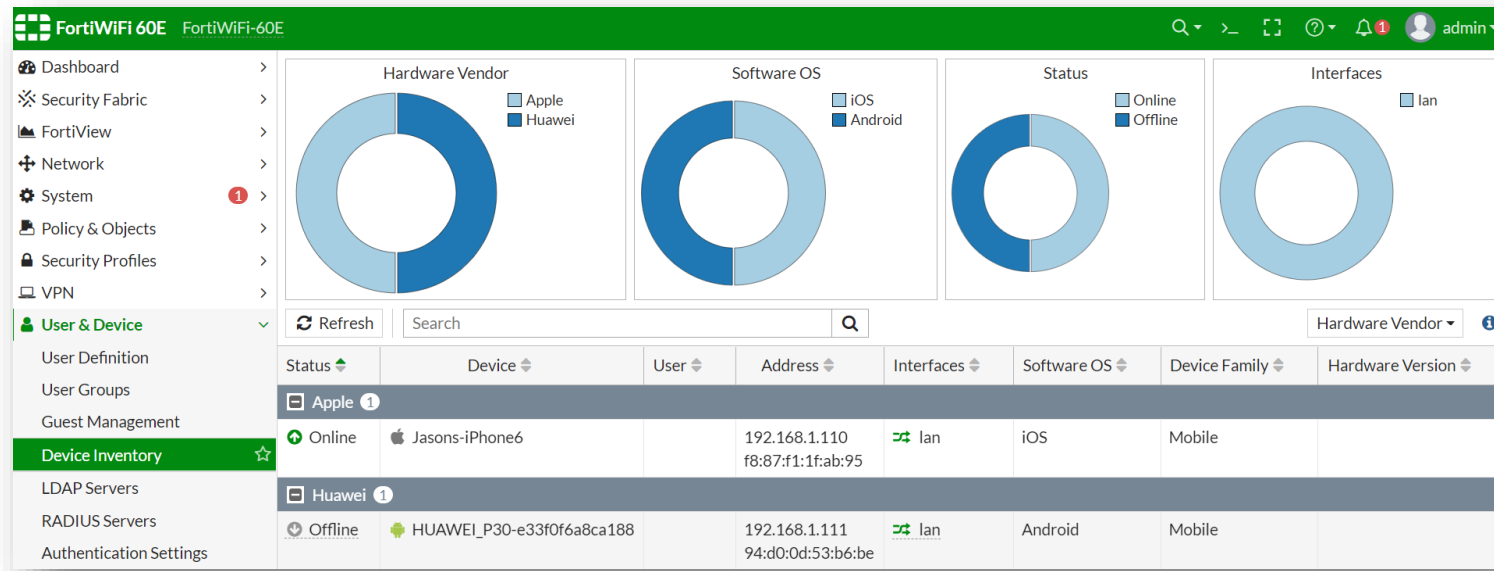 FortiWiFi 60E FortiWiFi-60E >_ 1 admin
Dashboard
Security Fabric
FortiView
Network
System 1
Policy & Objects
Security Profiles
VPN
User & Device
User Definition
User Groups
Guest Management
Device Inventory
LDAP Servers
RADIUS Servers
Authentication Settings
Hardware Vendor
Apple
Huawei
Software OS
iOS
Android
Status
Online
Offline
Interfaces
lan
Refresh Search Hardware Vendor
Status Device User Address Interfaces Software OS Device Family Hardware Version
Apple 1
Online Jasons-iPhone6 192.168.1.110 lan iOS Mobile
f8:87:f1:1f:ab:95
Huawei 1
Offline HUAWEI_P30-e33f0f6a8ca188 192.168.1.111 lan Android Mobile
94:d0:0d:53:b6:be